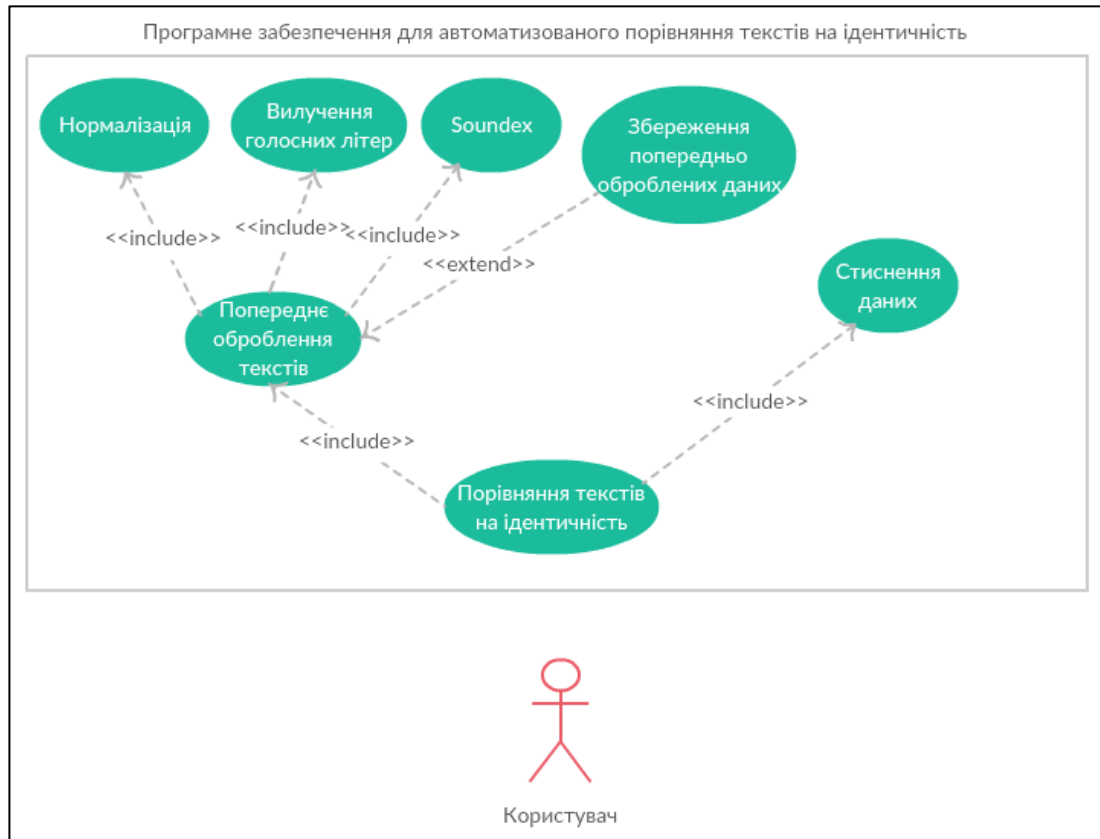 Програмне забезпечення для автоматизованого порівняння текстів на ідентичність
Нормалізація
Вилучення
голосних літер
Soundex
Збереження
попередньо
оброблених даних
<<include>>
<<include>>
<<include>>
<<extend>>
Стиснення
даних
Попереднє
оброблення
текстів
<<include>>
<<include>>
Порівняння текстів
на ідентичність
Користувач